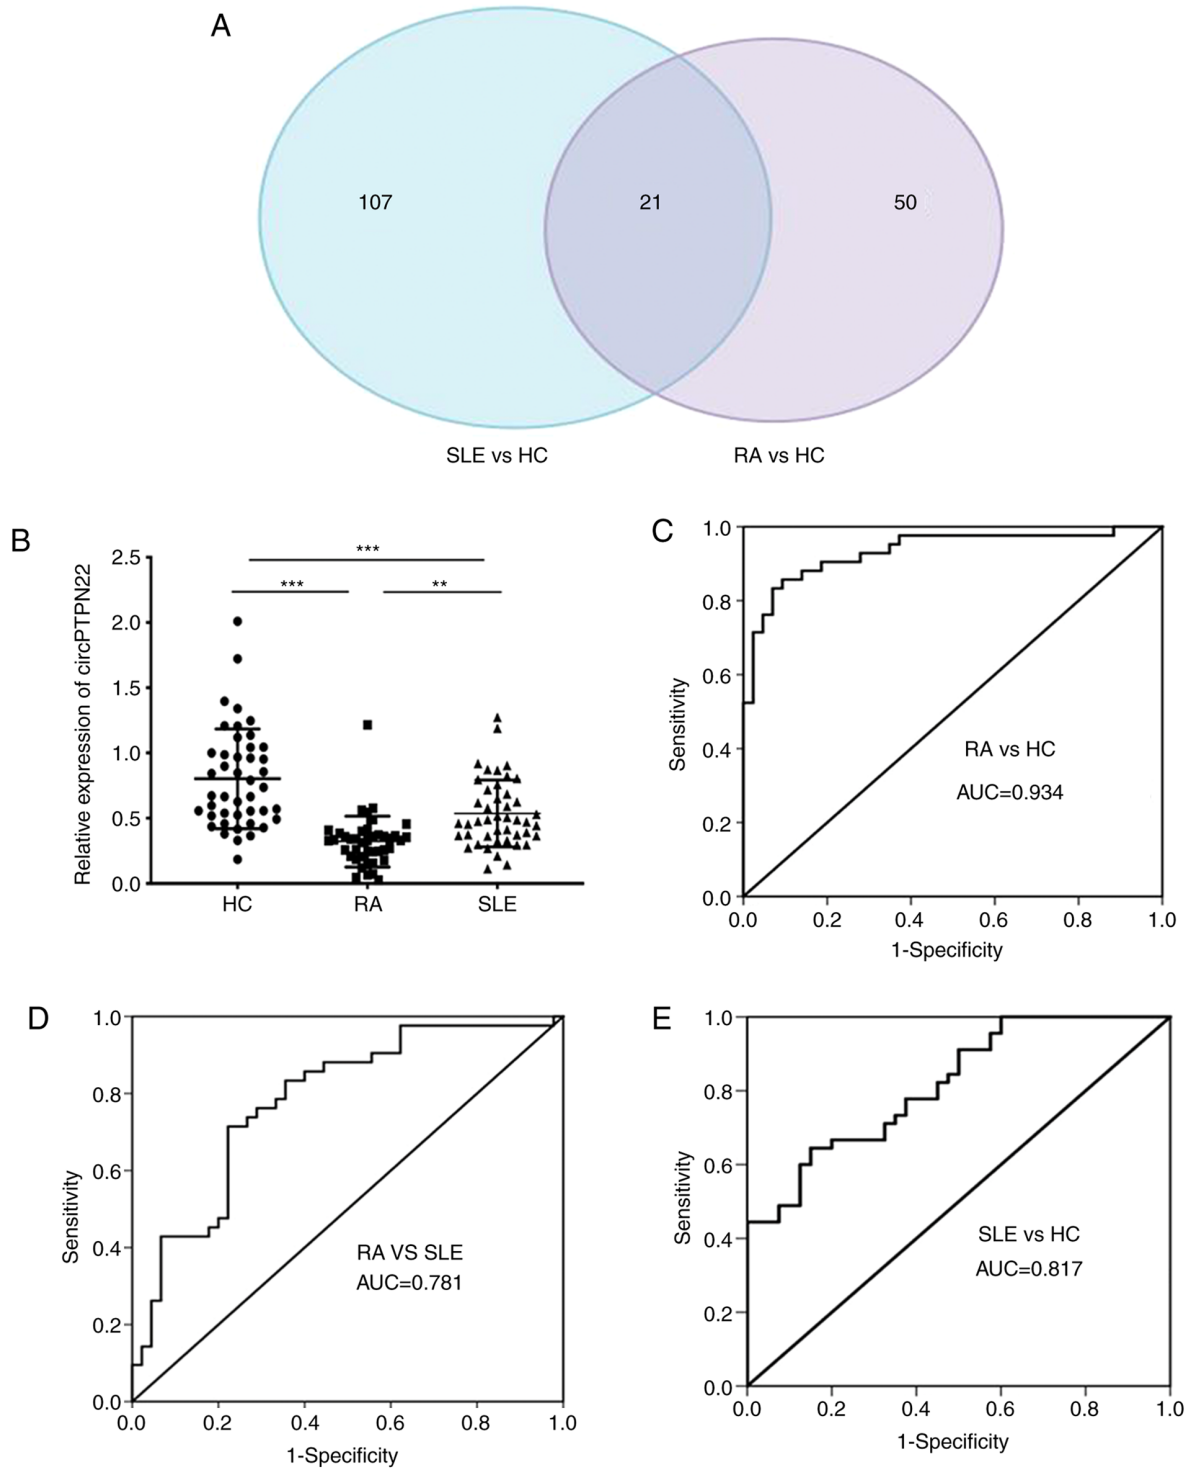 A
107
21
50
SLE vs HC
RA vs HC
B
Relative expression of circPTPN22
2.5
2.0
1.5
1.0
0.5
0.0
***
***
**
HC
RA
SLE
C
Sensitivity
1.0
0.8
0.6
0.4
0.2
0.0
RA vs HC
AUC=0.934
0.0 0.2 0.4 0.6 0.8 1.0
1-Specificity
D
Sensitivity
1.0
0.8
0.6
0.4
0.2
0.0
RA VS SLE
AUC=0.781
0.0 0.2 0.4 0.6 0.8 1.0
1-Specificity
E
Sensitivity
1.0
0.8
0.6
0.4
0.2
0.0
SLE vs HC
AUC=0.817
0.0 0.2 0.4 0.6 0.8 1.0
1-Specificity